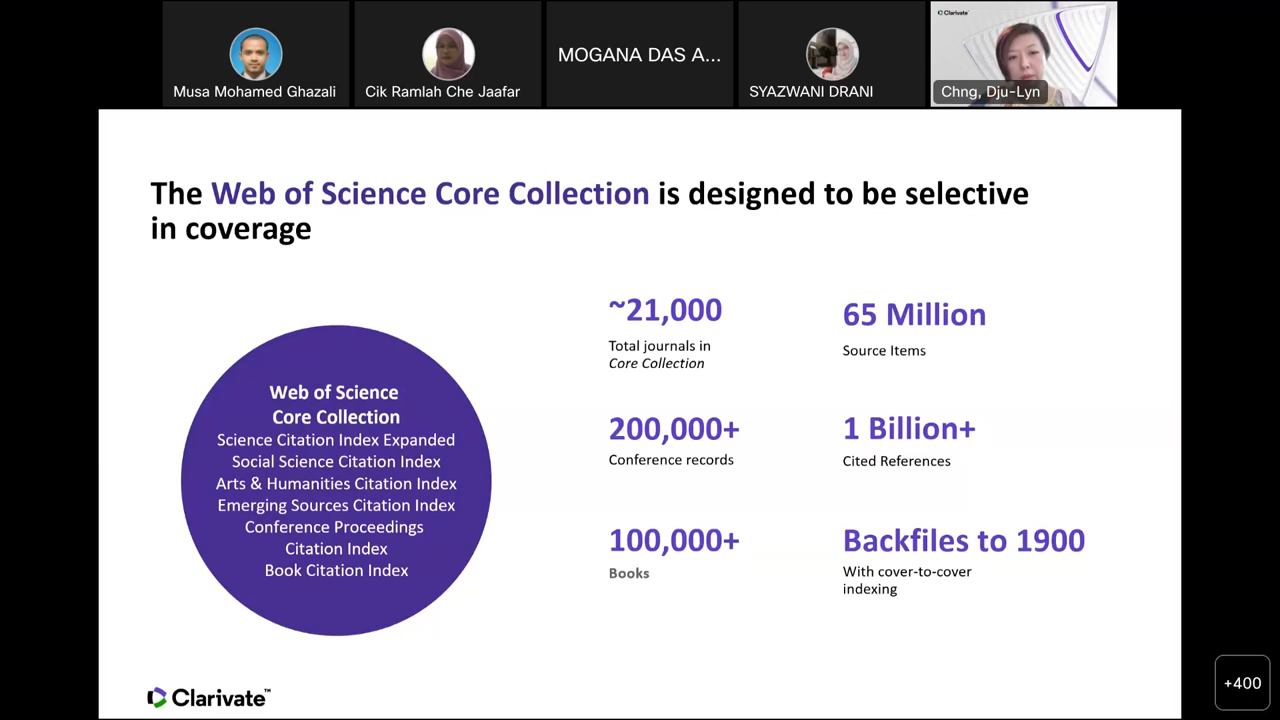 Musa Mohamed Ghazali
Cik Ramlah Che Jaafar
MOGANA DAS A...
SYAZWANI DRANI
Clarivate™
Chng, Dju-Lyn
The Web of Science Core Collection is designed to be selective
in coverage
Web of Science
Core Collection
Science Citation Index Expanded
Social Science Citation Index
Arts & Humanities Citation Index
Emerging Sources Citation Index
Conference Proceedings
Citation Index
Book Citation Index
~21,000
Total journals in
Core Collection
65 Million
Source Items
200,000+
Conference records
1 Billion+
Cited References
100,000+
Books
Backfiles to 1900
With cover-to-cover
indexing
Clarivate™
+400